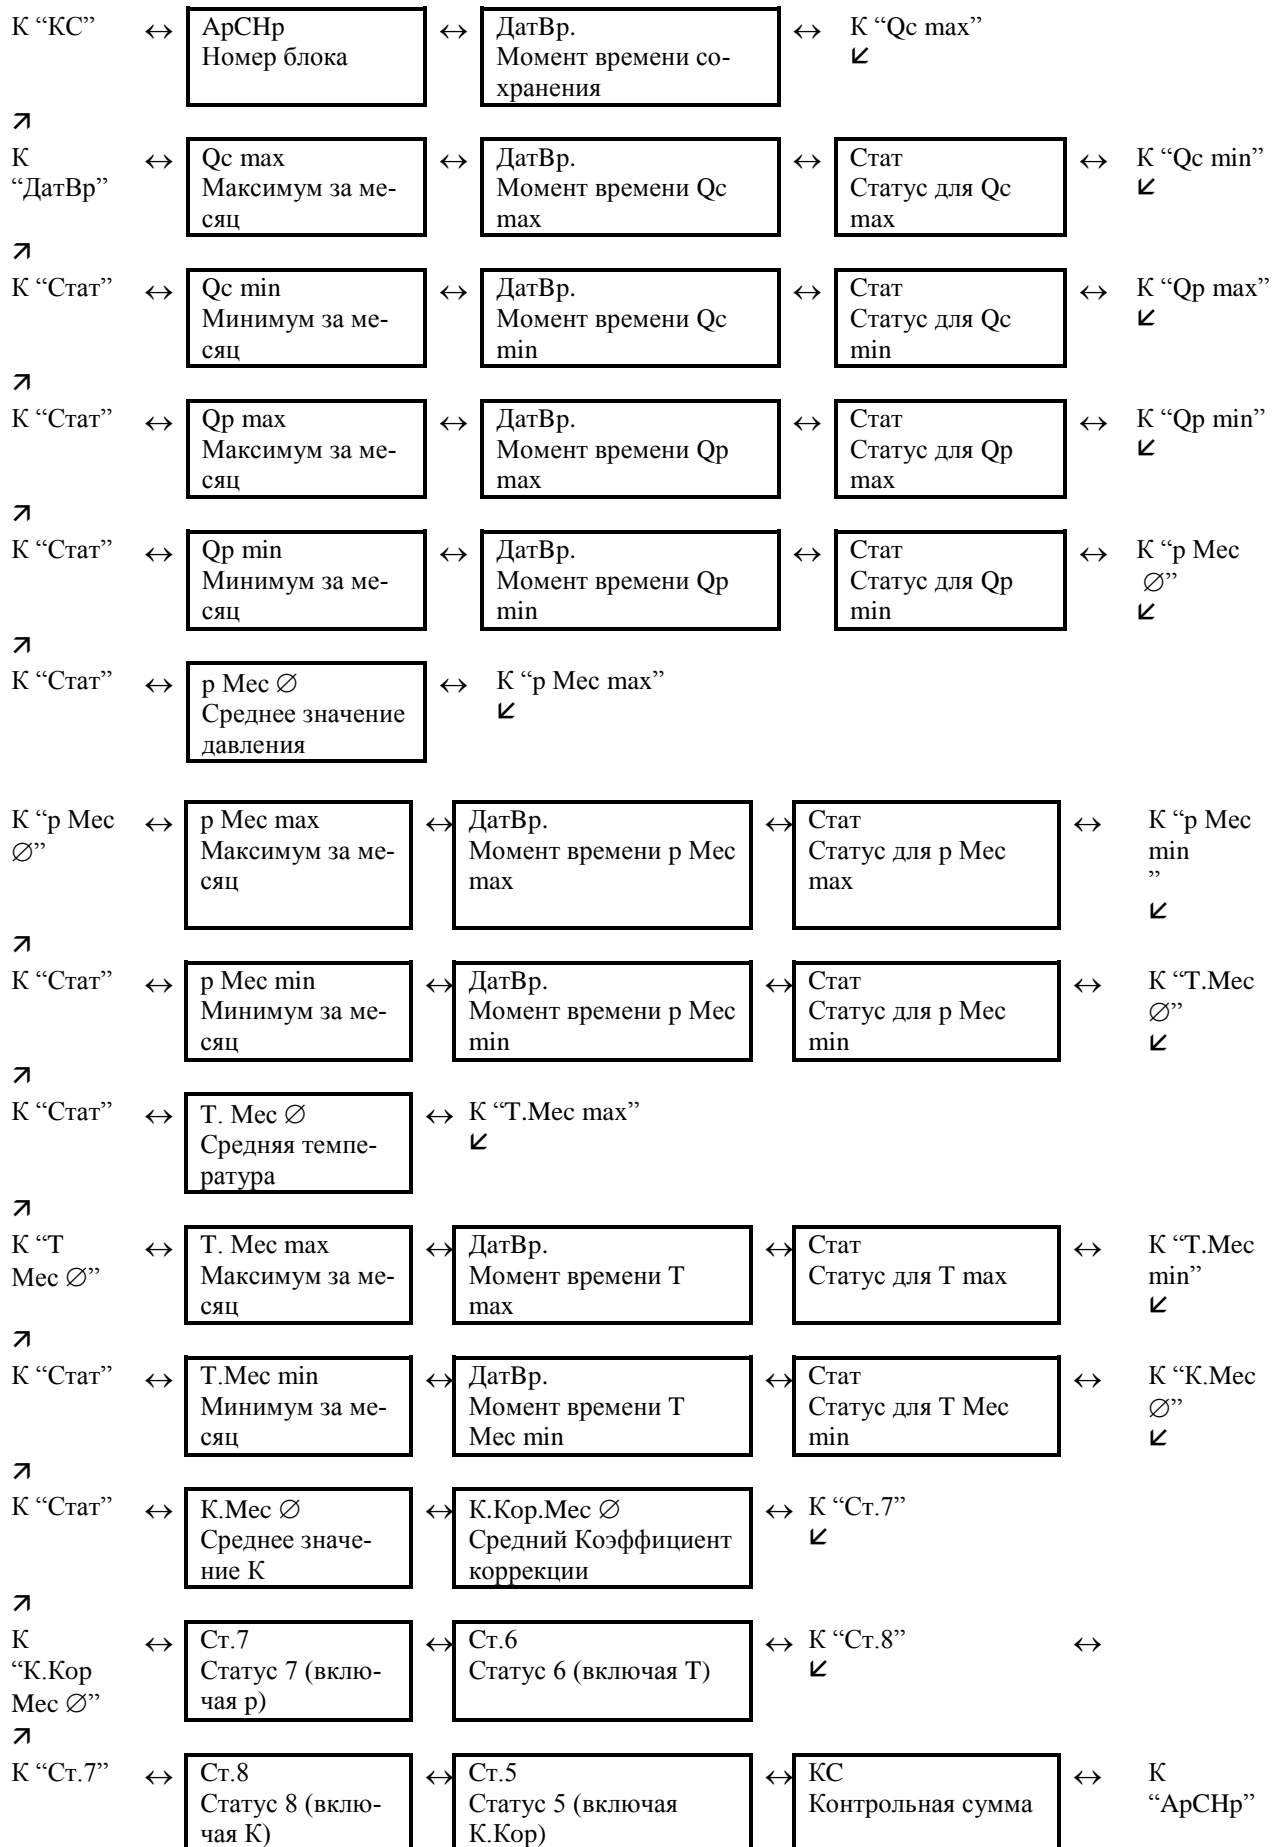 К “КС” ↔ АрСНр ↔ ДатВр. ↔ К “Qc max”
Номер блока Момент времени со- ↙
хранения
↗
К ↔ Qc max ↔ ДатВр. ↔ Стат ↔ К “Qc min”
“ДатВр” Максимум за ме- Момент времени Qc Статус для Qc ↙
сяц max max
↗
К “Стат” ↔ Qc min ↔ ДатВр. ↔ Стат ↔ К “Qp max”
Минимум за ме- Момент времени Qc Статус для Qc ↙
сяц min min
↗
К “Стат” ↔ Qp max ↔ ДатВр. ↔ Стат ↔ К “Qp min”
Максимум за ме- Момент времени Qp Статус для Qp ↙
сяц max max
↗
К “Стат” ↔ Qp min ↔ ДатВр. ↔ Стат ↔ К “p Мес
Минимум за ме- Момент времени Qp Статус для Qp ∅”
сяц min min ↙
↗
К “Стат” ↔ p Мес ∅ ↔ К “p Мес max”
Среднее значение ↙
давления
К “p Мес ↔ p Мес max ↔ ДатВр. ↔ Стат ↔ К “p Мес
∅” Максимум за ме- Момент времени p Мес Статус для p Мес min
сяц max max ”
↙
↗
К “Стат” ↔ p Мес min ↔ ДатВр. ↔ Стат ↔ К “Т.Мес
Минимум за ме- Момент времени p Мес Статус для p Мес ∅”
сяц min min ↙
↗
К “Стат” ↔ Т. Мес ∅ ↔ К “Т.Мес max”
Средняя темпе- ↙
ратура
↗
К “Т ↔ Т. Мес max ↔ ДатВр. ↔ Стат ↔ К “Т.Мес
Мес ∅” Максимум за ме- Момент времени Т Статус для Т max min”
сяц max ↙
↗
К “Стат” ↔ Т.Мес min ↔ ДатВр. ↔ Стат ↔ К “К.Мес
Минимум за ме- Момент времени Т Статус для Т Мес ∅”
сяц Мес min min ↙
↗
К “Стат” ↔ К.Мес ∅ ↔ К.Кор.Мес ∅ ↔ К “Ст.7”
Среднее значе- Средний Коэффициент ↙
ние К коррекции
↗
К ↔ Ст.7 ↔ Ст.6 ↔ К “Ст.8” ↔
“К.Кор Статус 7 (вклю- Статус 6 (включая Т) ↙
Мес ∅” чая р)
↗
К “Ст.7” ↔ Ст.8 ↔ Ст.5 ↔ КС ↔ К
Статус 8 (вклю- Статус 5 (включая Контрольная сумма “АрСНр”
чая К) К.Кор)